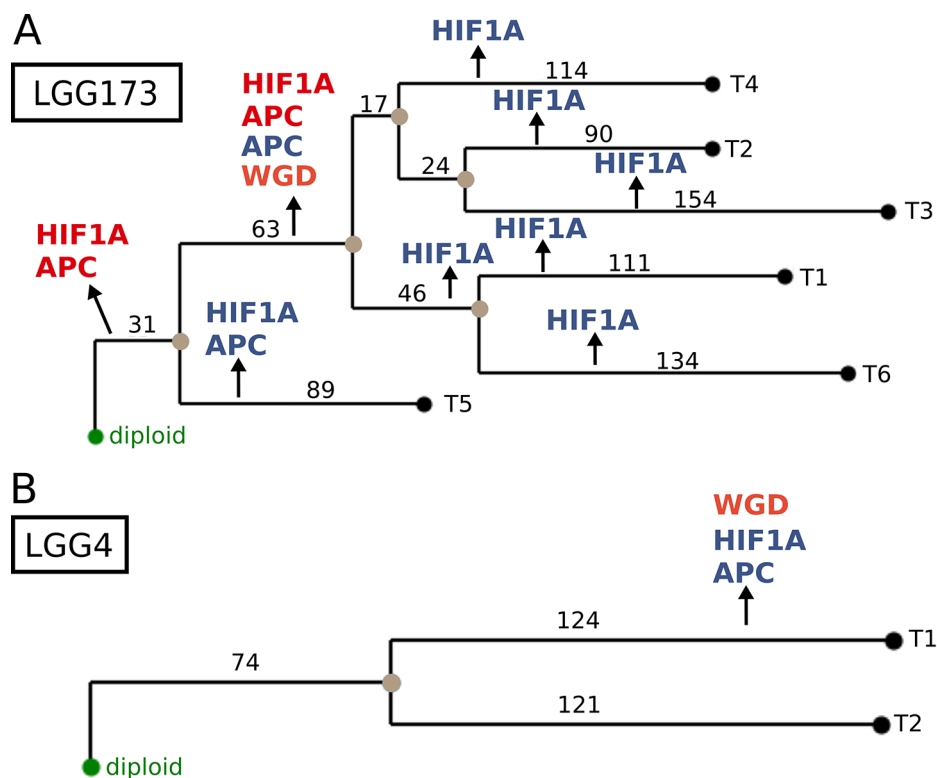 A
LGG173
HIF1A
114
T4
HIF1A
APC
APC
WGD
17
HIF1A
90
T2
24
HIF1A
154
T3
HIF1A
APC
63
HIF1A
111
T1
HIF1A
46
31
HIF1A
APC
HIF1A
134
T6
89
T5
diploid
B
LGG4
WGD
HIF1A
APC
124
T1
74
121
T2
diploid